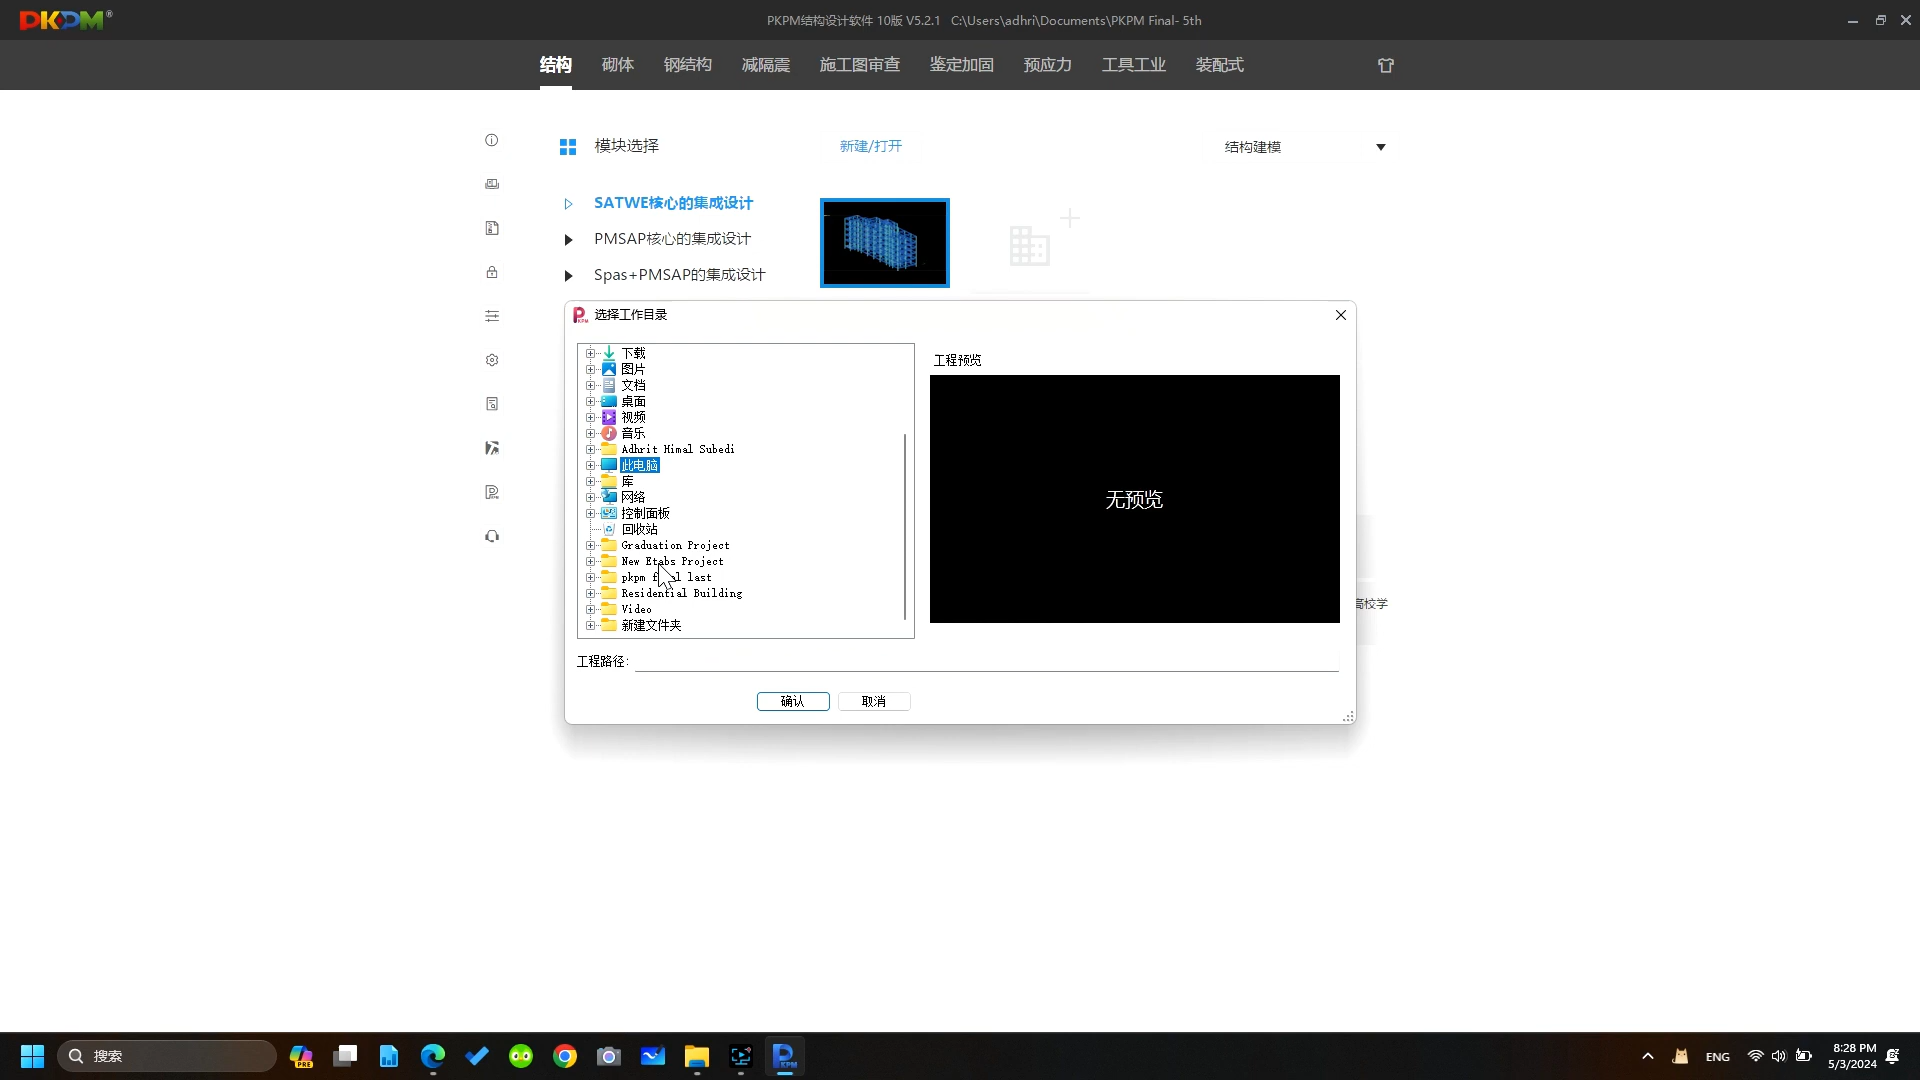 PKPM®
PKPM结构设计软件 10版 V5.2.1 C:\Users\adhri\Documents\PKPM Final- 5th
结构 砌体 钢结构 减隔震 施工图审查 鉴定加固 预应力 工具工业 装配式
模块选择 新建/打开 结构建模
SATWE核心的集成设计
PMSAP核心的集成设计
Spas+PMSAP的集成设计
选择工作目录
下载
图片
文档
桌面
视频
音乐
Adhrit Himal Subedi
此电脑
库
网络
控制面板
回收站
Graduation Project
New Etabs Project
pkpm last
Residential Building
Video
新建文件夹
工程预览
无预览
高校学
工程路径:
确认 取消
搜索
PRE
ENG
8:28 PM
5/3/2024